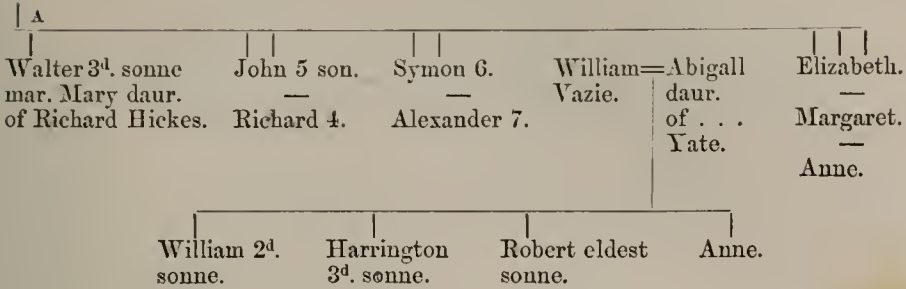 A
Walter 3ᵈ. sonne
mar. Mary daur.
of Richard Hickes.
John 5 son.
—
Richard 4.
Symon 6.
—
Alexander 7.
William=Abigall
Vazie.
daur.
of . . .
Yate.
Elizabeth.
—
Margaret.
—
Anne.
William 2ᵈ.
sonne.
Harrington
3ᵈ. sonne.
Robert eldest
sonne.
Anne.